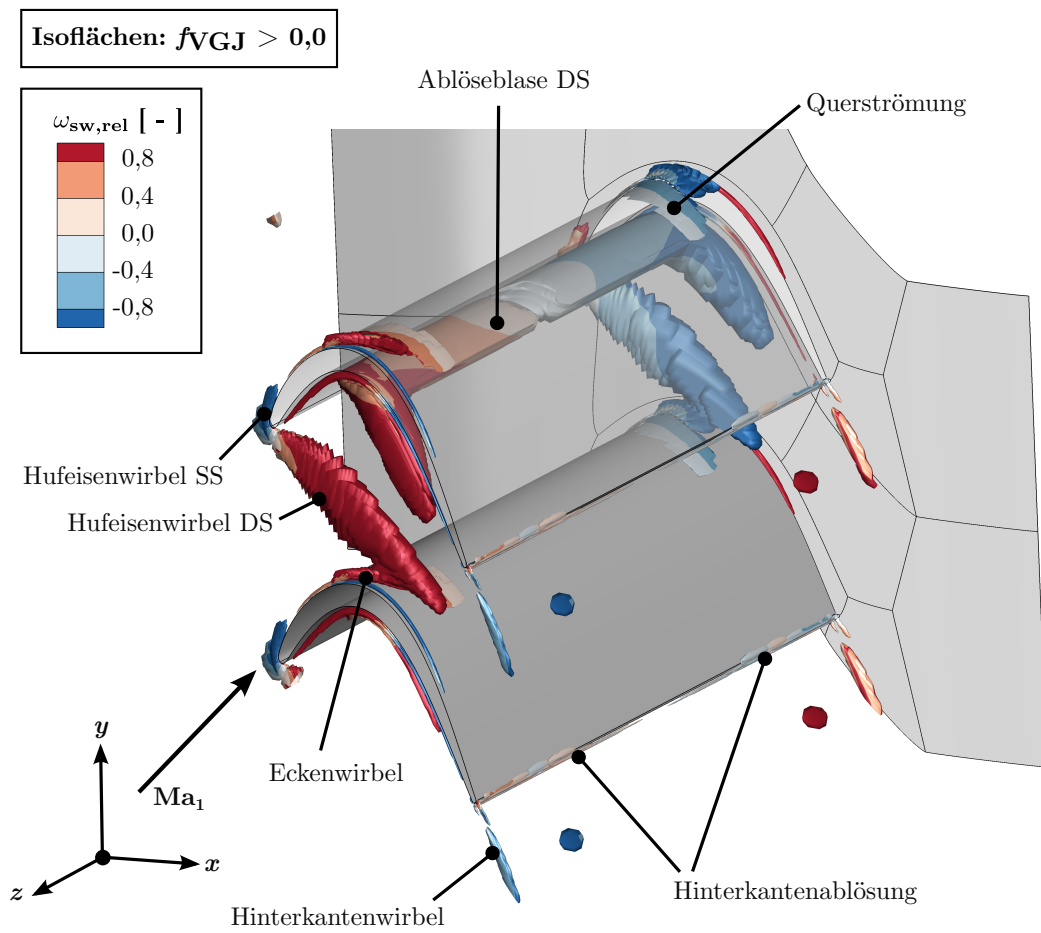 Isoflächen: fVGJ > 0,0
Ablöseblase DS
Querströmung
ωsw,rel [ - ]
0,8
0,4
0,0
-0,4
-0,8
Hufeisenwirbel SS
Hufeisenwirbel DS
Eckenwirbel
Ma1
y
x
z
Hinterkantenablösung
Hinterkantenwirbel